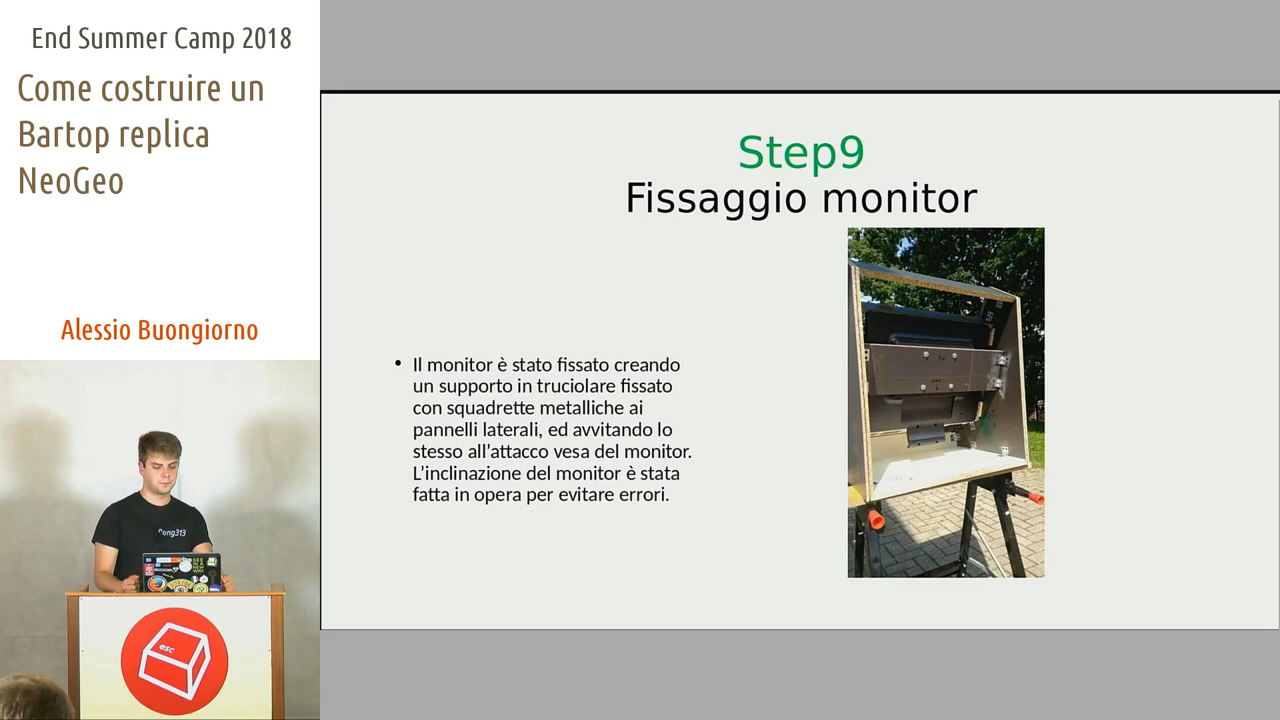 End Summer Camp 2018
Come costruire un
Bartop replica
NeoGeo
Alessio Buongiorno
Step9
Fissaggio monitor
• Il monitor è stato fissato creando
un supporto in truciolare fissato
con squadrette metalliche ai
pannelli laterali, ed avvitando lo
stesso all’attacco vesa del monitor.
L’inclinazione del monitor è stata
fatta in opera per evitare errori.
esc